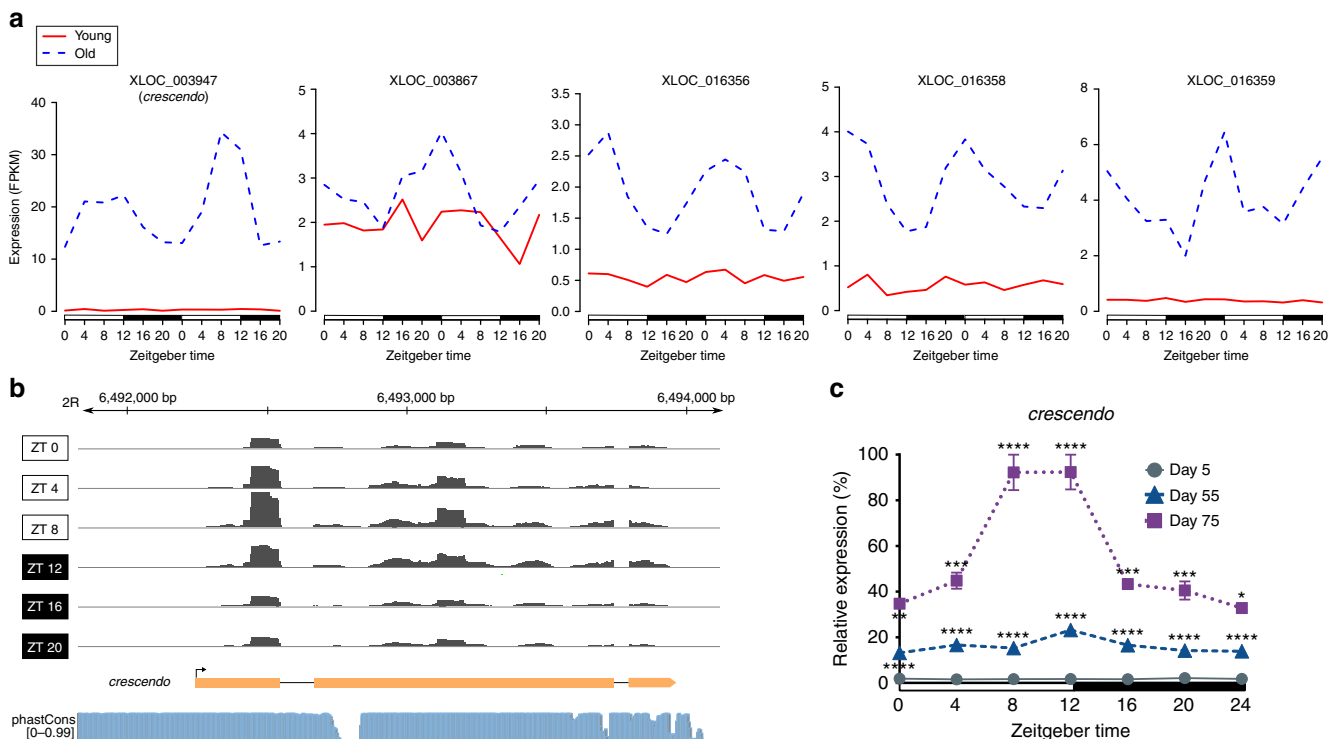 a
Young
Old
XLOC_003947
(crescendo)
XLOC_003867
XLOC_016356
XLOC_016358
XLOC_016359
Expression (FPKM)
40
30
20
10
0
5
4
3
2
1
0
3.5
3.0
2.5
2.0
1.5
1.0
0.5
0.0
5
4
3
2
1
0
8
6
4
2
0
0 4 8 12 16 20 0 4 8 12 16 20
0 4 8 12 16 20 0 4 8 12 16 20
0 4 8 12 16 20 0 4 8 12 16 20
0 4 8 12 16 20 0 4 8 12 16 20
0 4 8 12 16 20 0 4 8 12 16 20
Zeitgeber time
Zeitgeber time
Zeitgeber time
Zeitgeber time
Zeitgeber time
b
2R
6,492,000 bp
6,493,000 bp
6,494,000 bp
ZT 0
ZT 4
ZT 8
ZT 12
ZT 16
ZT 20
crescendo
phastCons
[0–0.99]
c
crescendo
Relative expression (%)
100
80
60
40
20
0
Day 5
Day 55
Day 75
** *** **** **** *** *** *
**** **** **** **** **** **** ****
0 4 8 12 16 20 24
Zeitgeber time